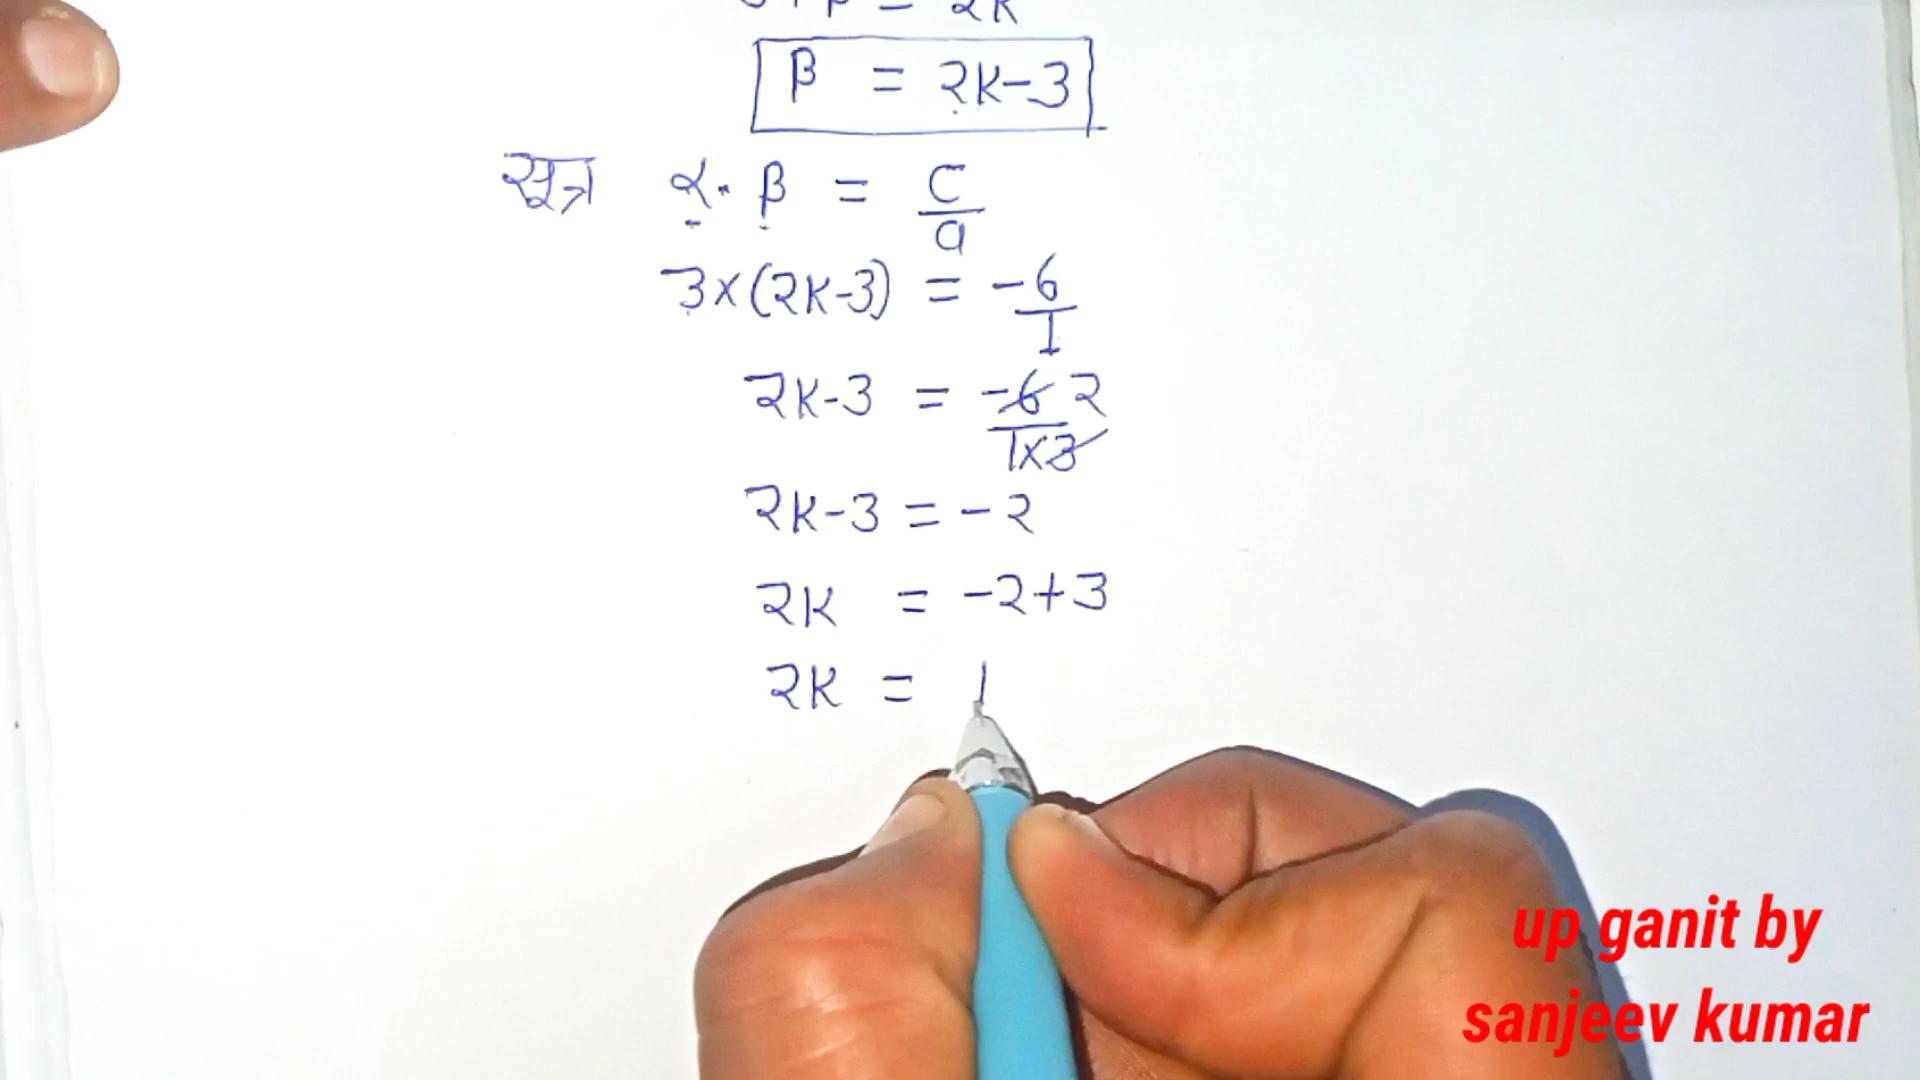 β = 2K-3
सूत्र α · β = C/a
3×(2K-3) = -6/1
2K-3 = -6 2/1×3
2K-3 = -2
2K = -2+3
2K = 1
up ganit by
sanjeev kumar